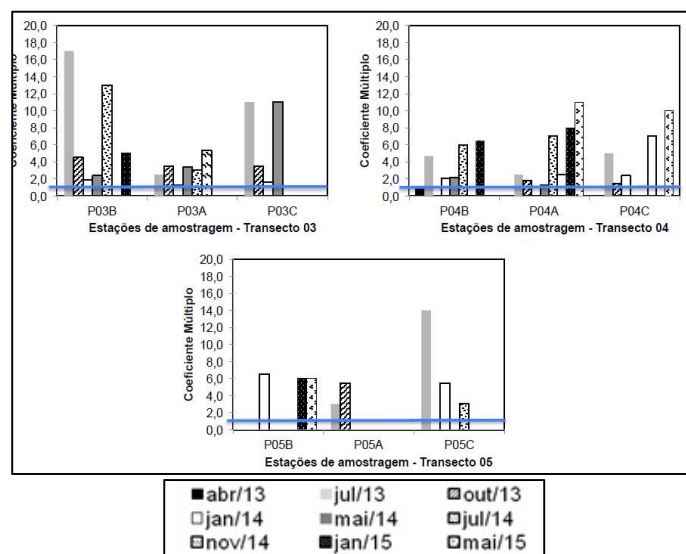 20,0
18,0
16,0
14,0
12,0
10,0
8,0
6,0
4,0
2,0
0,0
Coeficiente Múltiplo
P03B P03A P03C
Estações de amostragem - Transecto 03
20,0
18,0
16,0
14,0
12,0
10,0
8,0
6,0
4,0
2,0
0,0
Coeficiente Múltiplo
P04B P04A P04C
Estações de amostragem - Transecto 04
20,0
18,0
16,0
14,0
12,0
10,0
8,0
6,0
4,0
2,0
0,0
Coeficiente Múltiplo
P05B P05A P05C
Estações de amostragem - Transecto 05
abr/13 jul/13 out/13
jan/14 mai/14 jul/14
nov/14 jan/15 mai/15